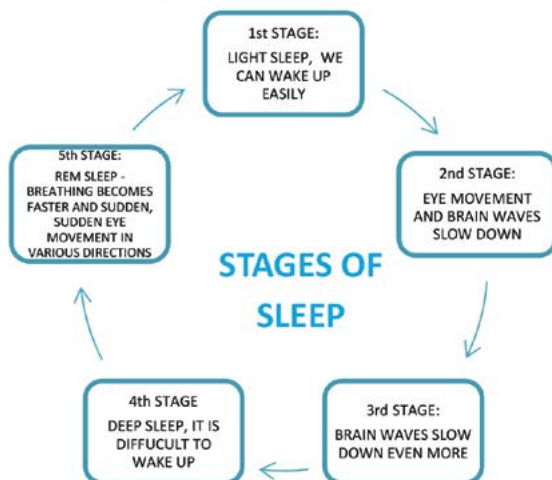 1st STAGE:
LIGHT SLEEP, WE
CAN WAKE UP
EASILY
2nd STAGE:
EYE MOVEMENT
AND BRAIN WAVES
SLOW DOWN
3rd STAGE:
BRAIN WAVES SLOW
DOWN EVEN MORE
4th STAGE
DEEP SLEEP, IT IS
DIFFUCULT TO
WAKE UP
5th STAGE:
REM SLEEP -
BREATHING BECOMES
FASTER AND SUDDEN,
SUDDEN EYE
MOVEMENT IN
VARIOUS DIRECTIONS
STAGES OF
SLEEP